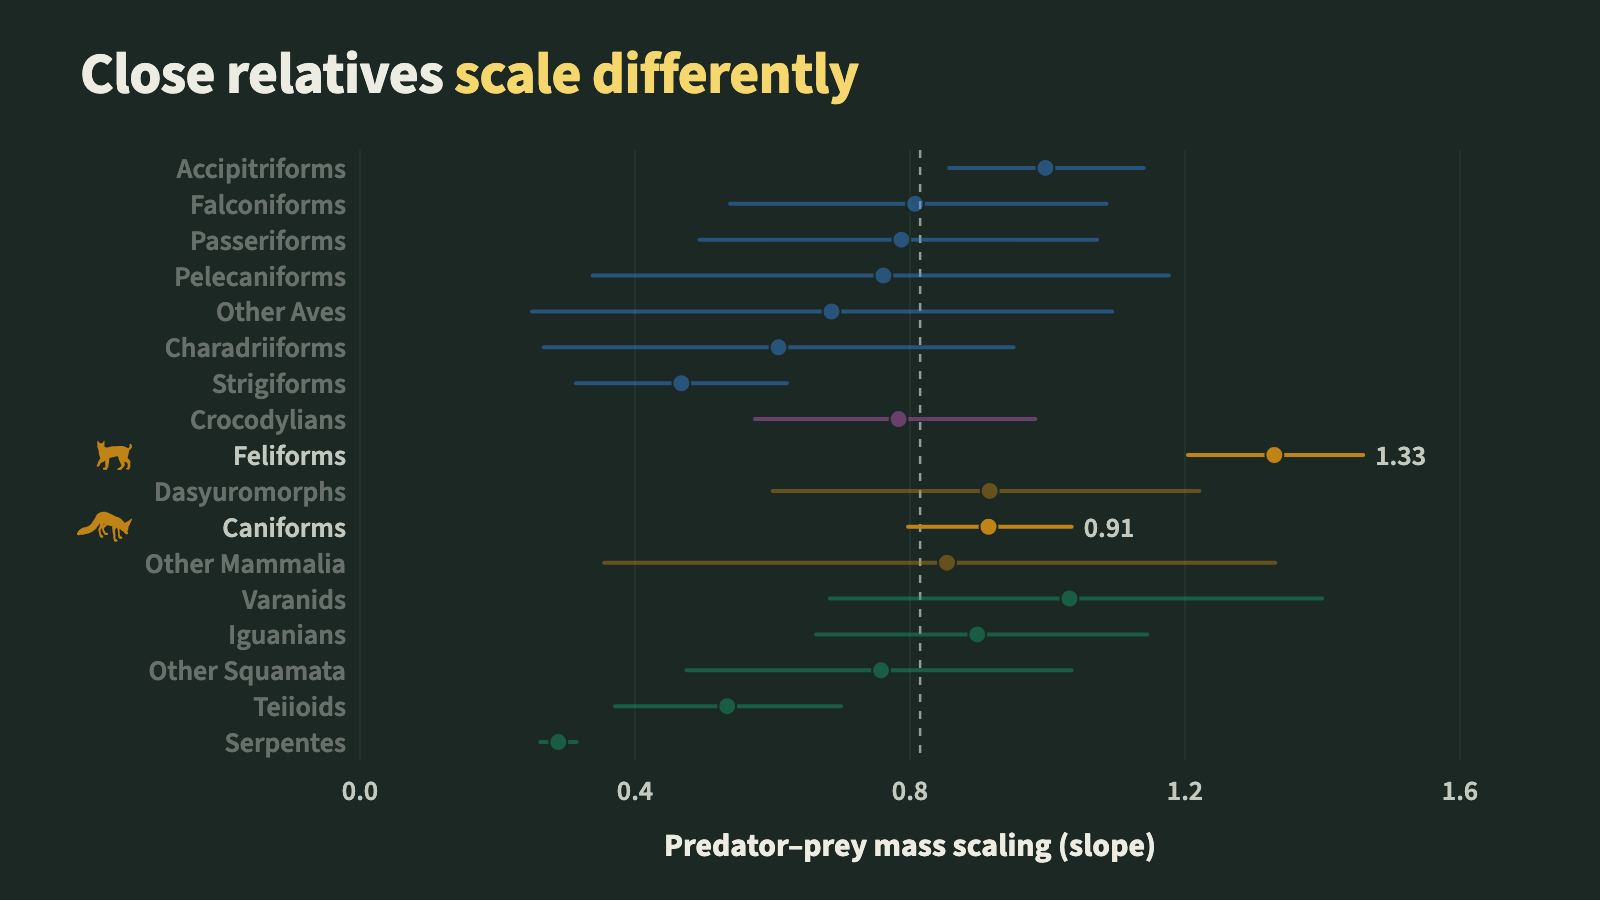 Close relatives scale differently
Accipitriforms
Falconiforms
Passeriforms
Pelecaniforms
Other Aves
Charadriiforms
Strigiforms
Crocodylians
Feliforms 1.33
Dasyuromorphs
Caniforms 0.91
Other Mammalia
Varanids
Iguanians
Other Squamata
Teiioids
Serpentes
0.0 0.4 0.8 1.2 1.6
Predator–prey mass scaling (slope)